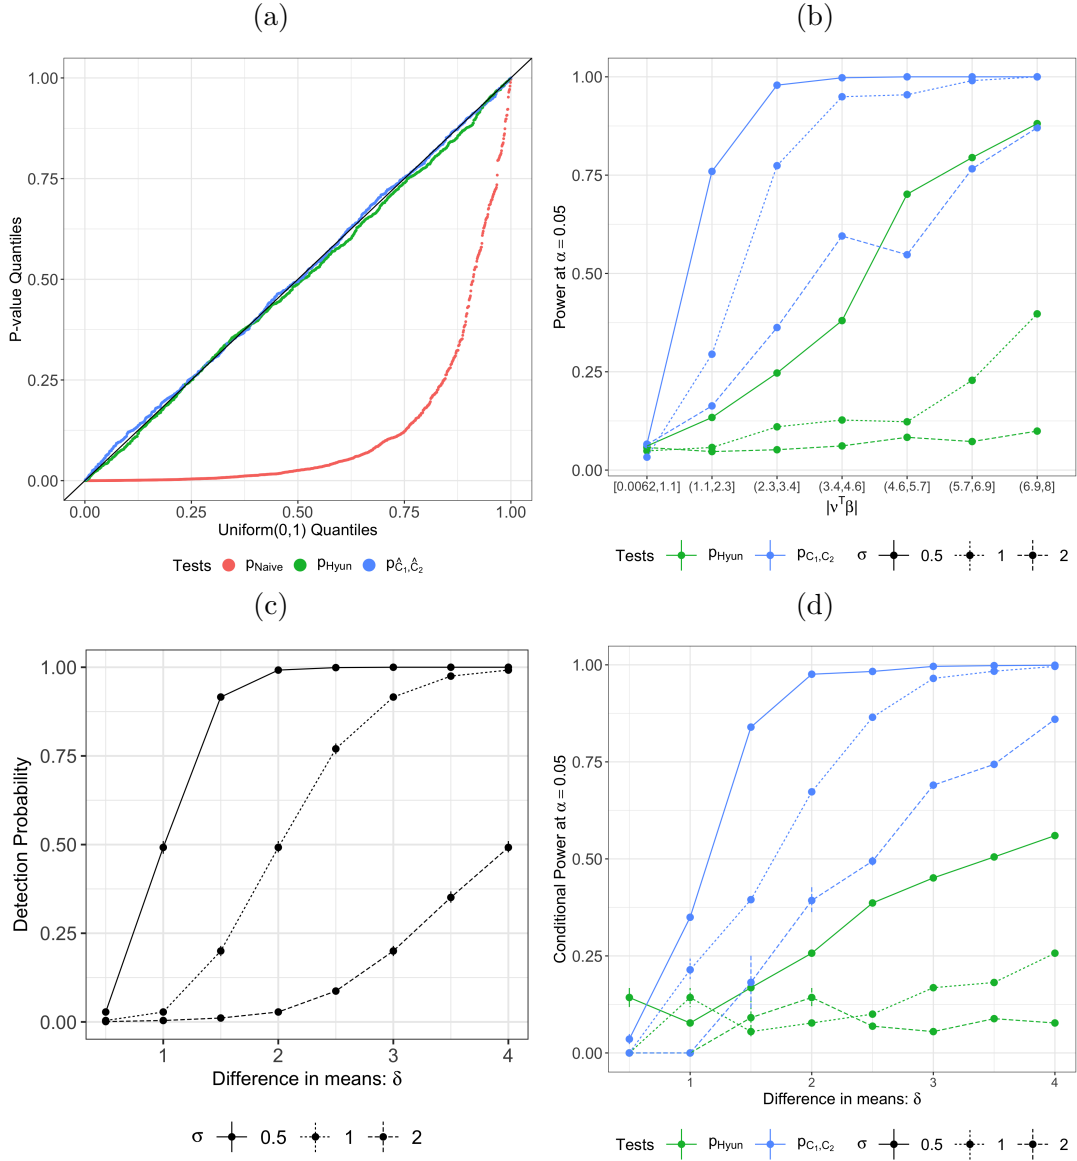 (a)
P-value Quantiles
1.00
0.75
0.50
0.25
0.00
0.00 0.25 0.50 0.75 1.00
Uniform(0,1) Quantiles
Tests pNaive pHyun pĈ₁,Ĉ₂
(b)
Power at α = 0.05
1.00
0.75
0.50
0.25
0.00
[0.0062,1.1] (1.1,2.3] (2.3,3.4] (3.4,4.6] (4.6,5.7] (5.7,6.9] (6.9,8]
|νᵀβ|
Tests pHyun pC₁,C₂ σ 0.5 1 2
(c)
Detection Probability
1.00
0.75
0.50
0.25
0.00
1 2 3 4
Difference in means: δ
σ 0.5 1 2
(d)
Conditional Power at α = 0.05
1.00
0.75
0.50
0.25
0.00
1 2 3 4
Difference in means: δ
Tests pHyun pC₁,C₂ σ 0.5 1 2